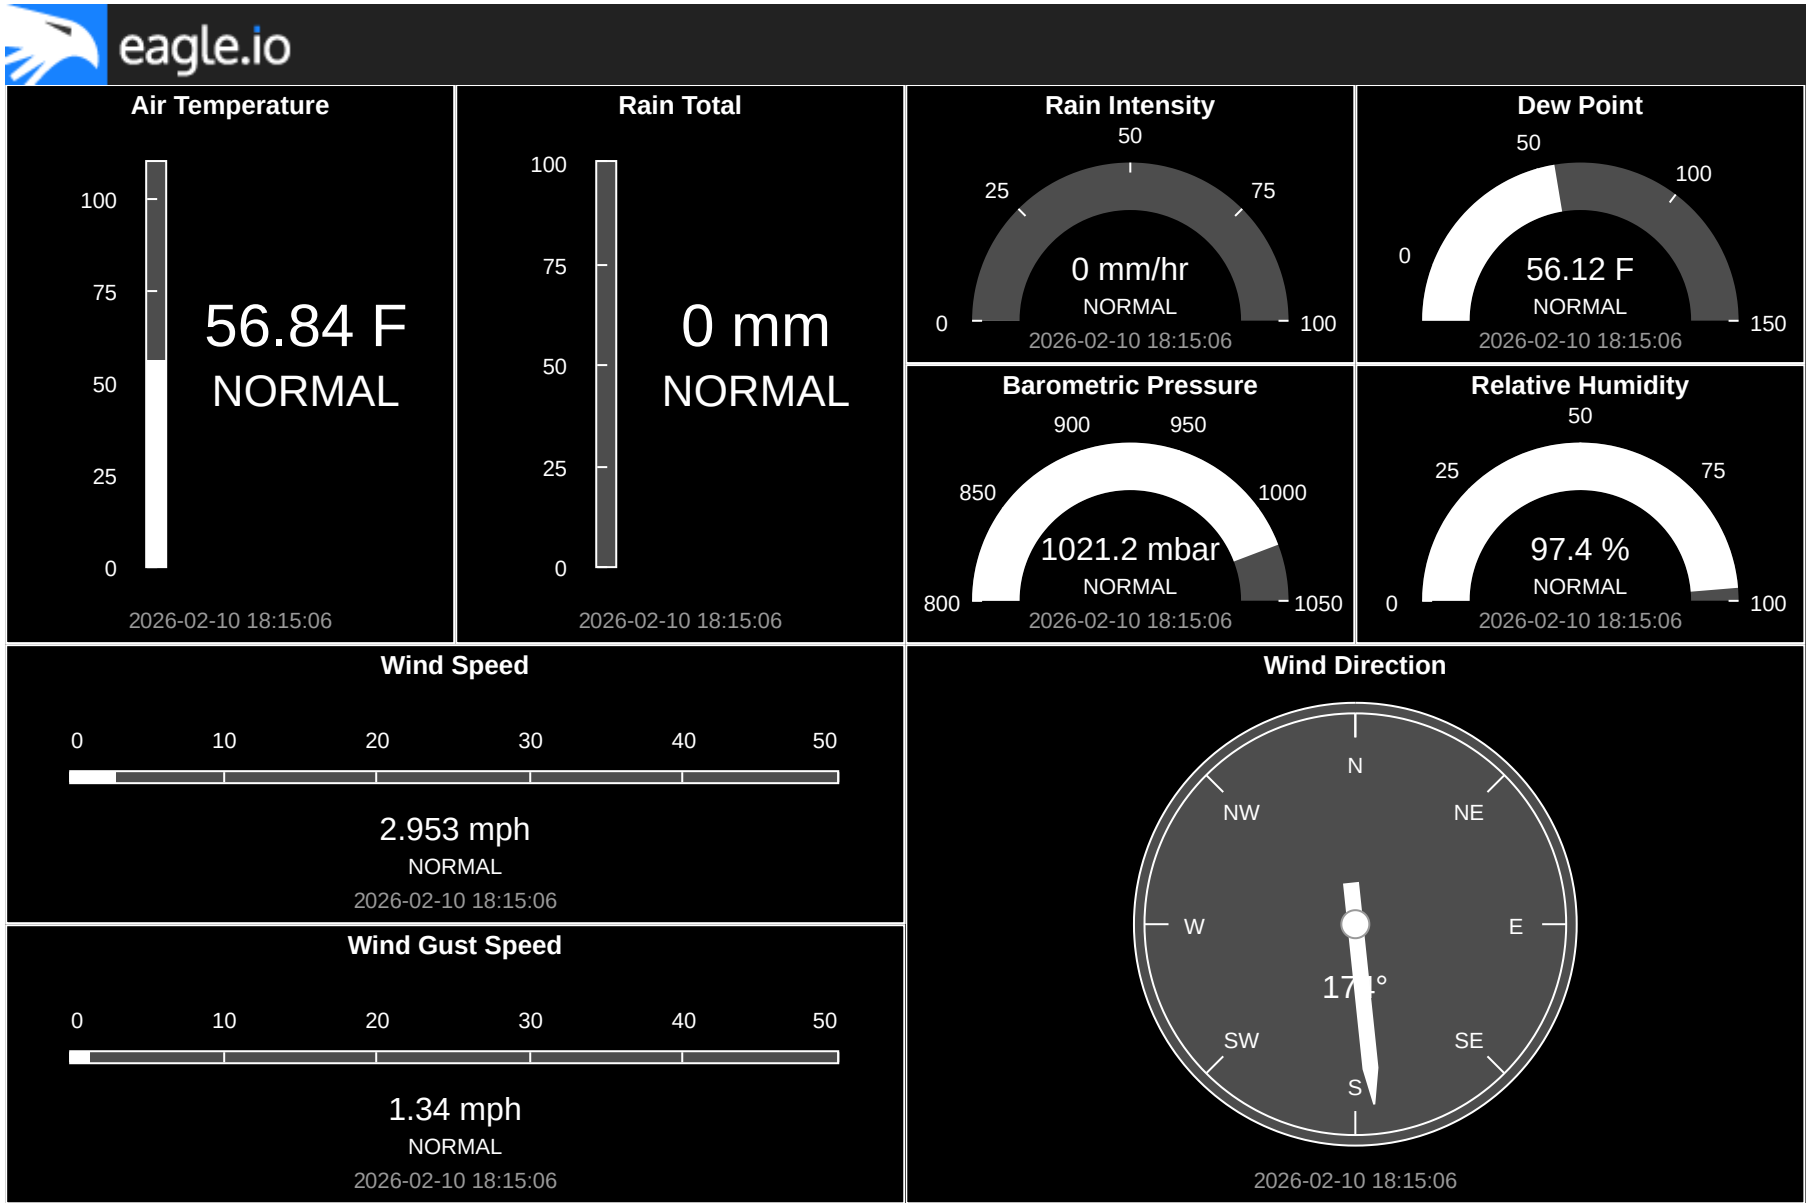 eagle.io
Air Temperature
100
75
50
25
0
56.84 F
NORMAL
2026-02-10 18:15:06
Rain Total
100
75
50
25
0
0 mm
NORMAL
2026-02-10 18:15:06
Rain Intensity
0
25
50
75
100
0 mm/hr
NORMAL
2026-02-10 18:15:06
Dew Point
0
50
100
150
56.12 F
NORMAL
2026-02-10 18:15:06
Barometric Pressure
800
850
900
950
1000
1050
1021.2 mbar
NORMAL
2026-02-10 18:15:06
Relative Humidity
0
25
50
75
100
97.4 %
NORMAL
2026-02-10 18:15:06
Wind Speed
0 10 20 30 40 50
2.953 mph
NORMAL
2026-02-10 18:15:06
Wind Gust Speed
0 10 20 30 40 50
1.34 mph
NORMAL
2026-02-10 18:15:06
Wind Direction
N
NW NE
W E
174°
SW SE
S
2026-02-10 18:15:06